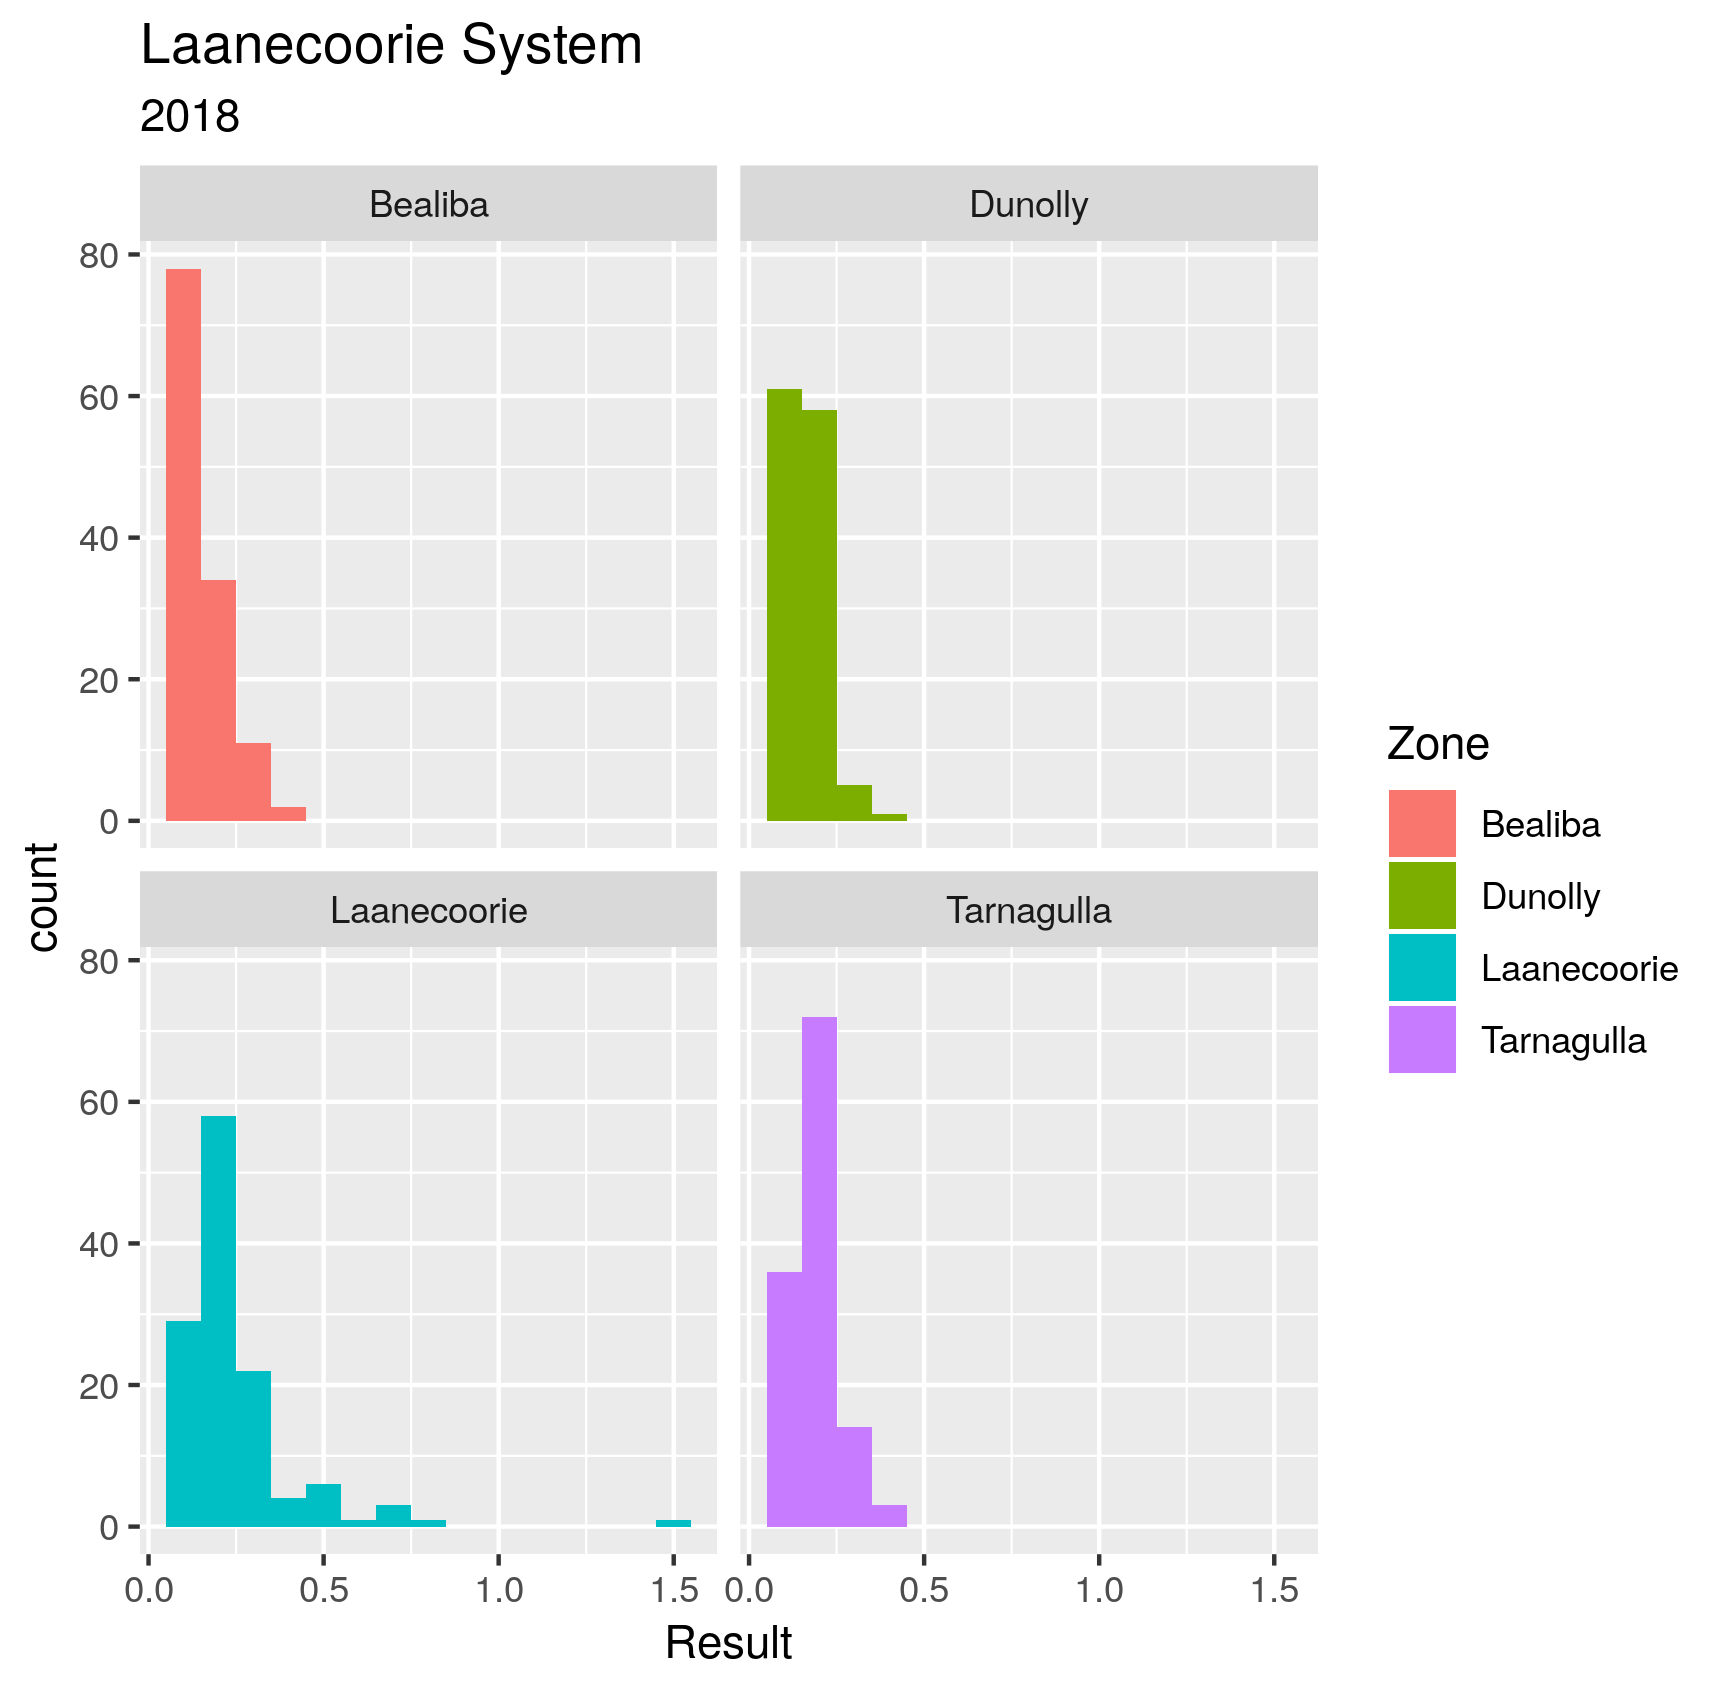 Laanecoorie System
2018
Bealiba
Dunolly
80
60
40
20
0
Laanecoorie
Tarnagulla
80
60
40
20
0
0.0 0.5 1.0 1.5 0.0 0.5 1.0 1.5
Result
count
Zone
Bealiba
Dunolly
Laanecoorie
Tarnagulla